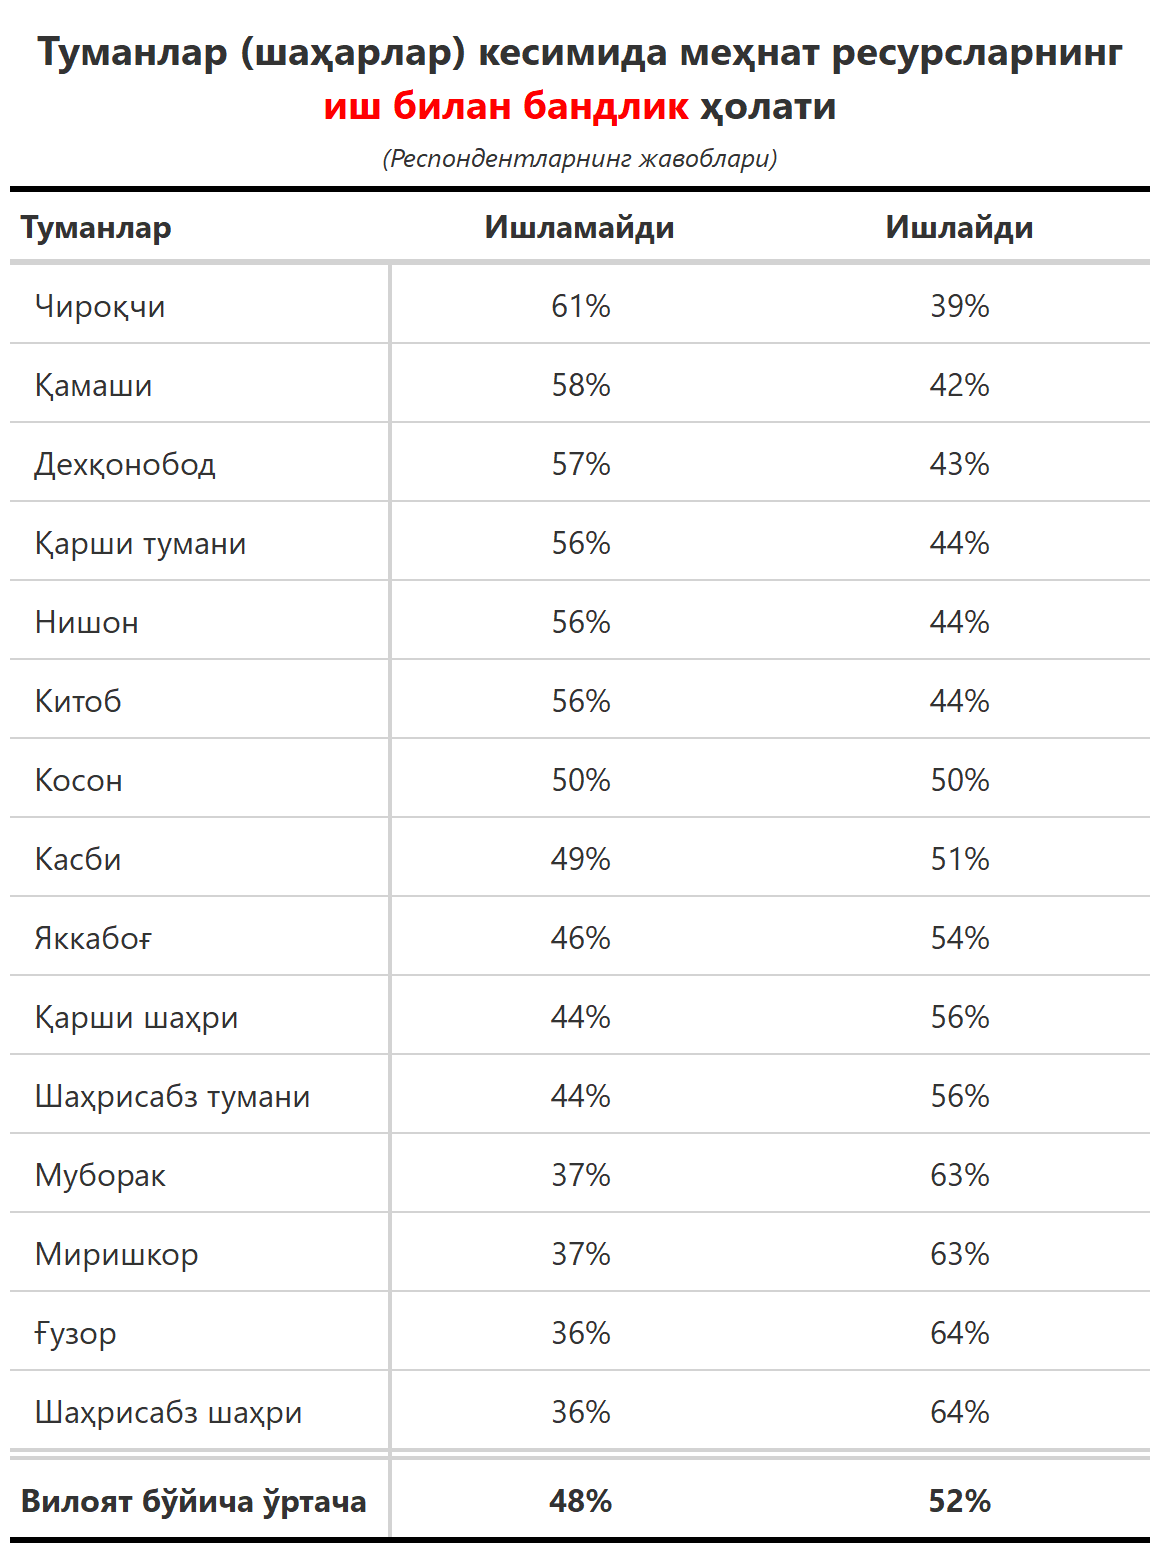 Туманлар (шаҳарлар) кесимида меҳнат ресурсларнинг
иш билан бандлик ҳолати
(Респондентларнинг жавоблари)
Туманлар Ишламайди Ишлайди
Чироқчи 61% 39%
Қамаши 58% 42%
Дехқонобод 57% 43%
Қарши тумани 56% 44%
Нишон 56% 44%
Китоб 56% 44%
Косон 50% 50%
Касби 49% 51%
Яккабоғ 46% 54%
Қарши шаҳри 44% 56%
Шаҳрисабз тумани 44% 56%
Муборак 37% 63%
Миришкор 37% 63%
Ғузор 36% 64%
Шаҳрисабз шаҳри 36% 64%
Вилоят бўйича ўртача 48% 52%